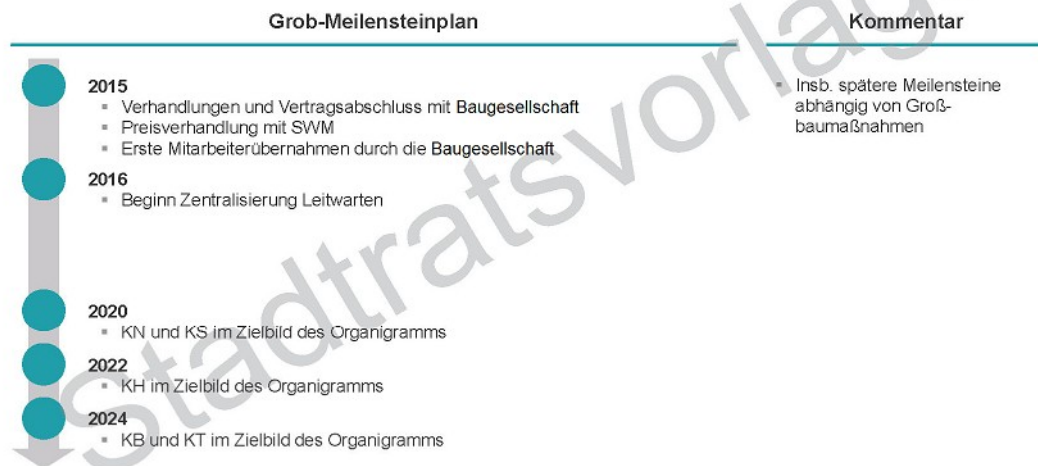 Grob-Meilensteinplan
Kommentar
2015
▪ Verhandlungen und Vertragsabschluss mit Baugesellschaft
▪ Preisverhandlung mit SWM
▪ Erste Mitarbeiterübernahmen durch die Baugesellschaft
2016
▪ Beginn Zentralisierung Leitwarten
2020
▪ KN und KS im Zielbild des Organigramms
2022
▪ KH im Zielbild des Organigramms
2024
▪ KB und KT im Zielbild des Organigramms
▪ Insb. spätere Meilensteine
abhängig von Groß-
baumaßnahmen
Stadtratsvorlag